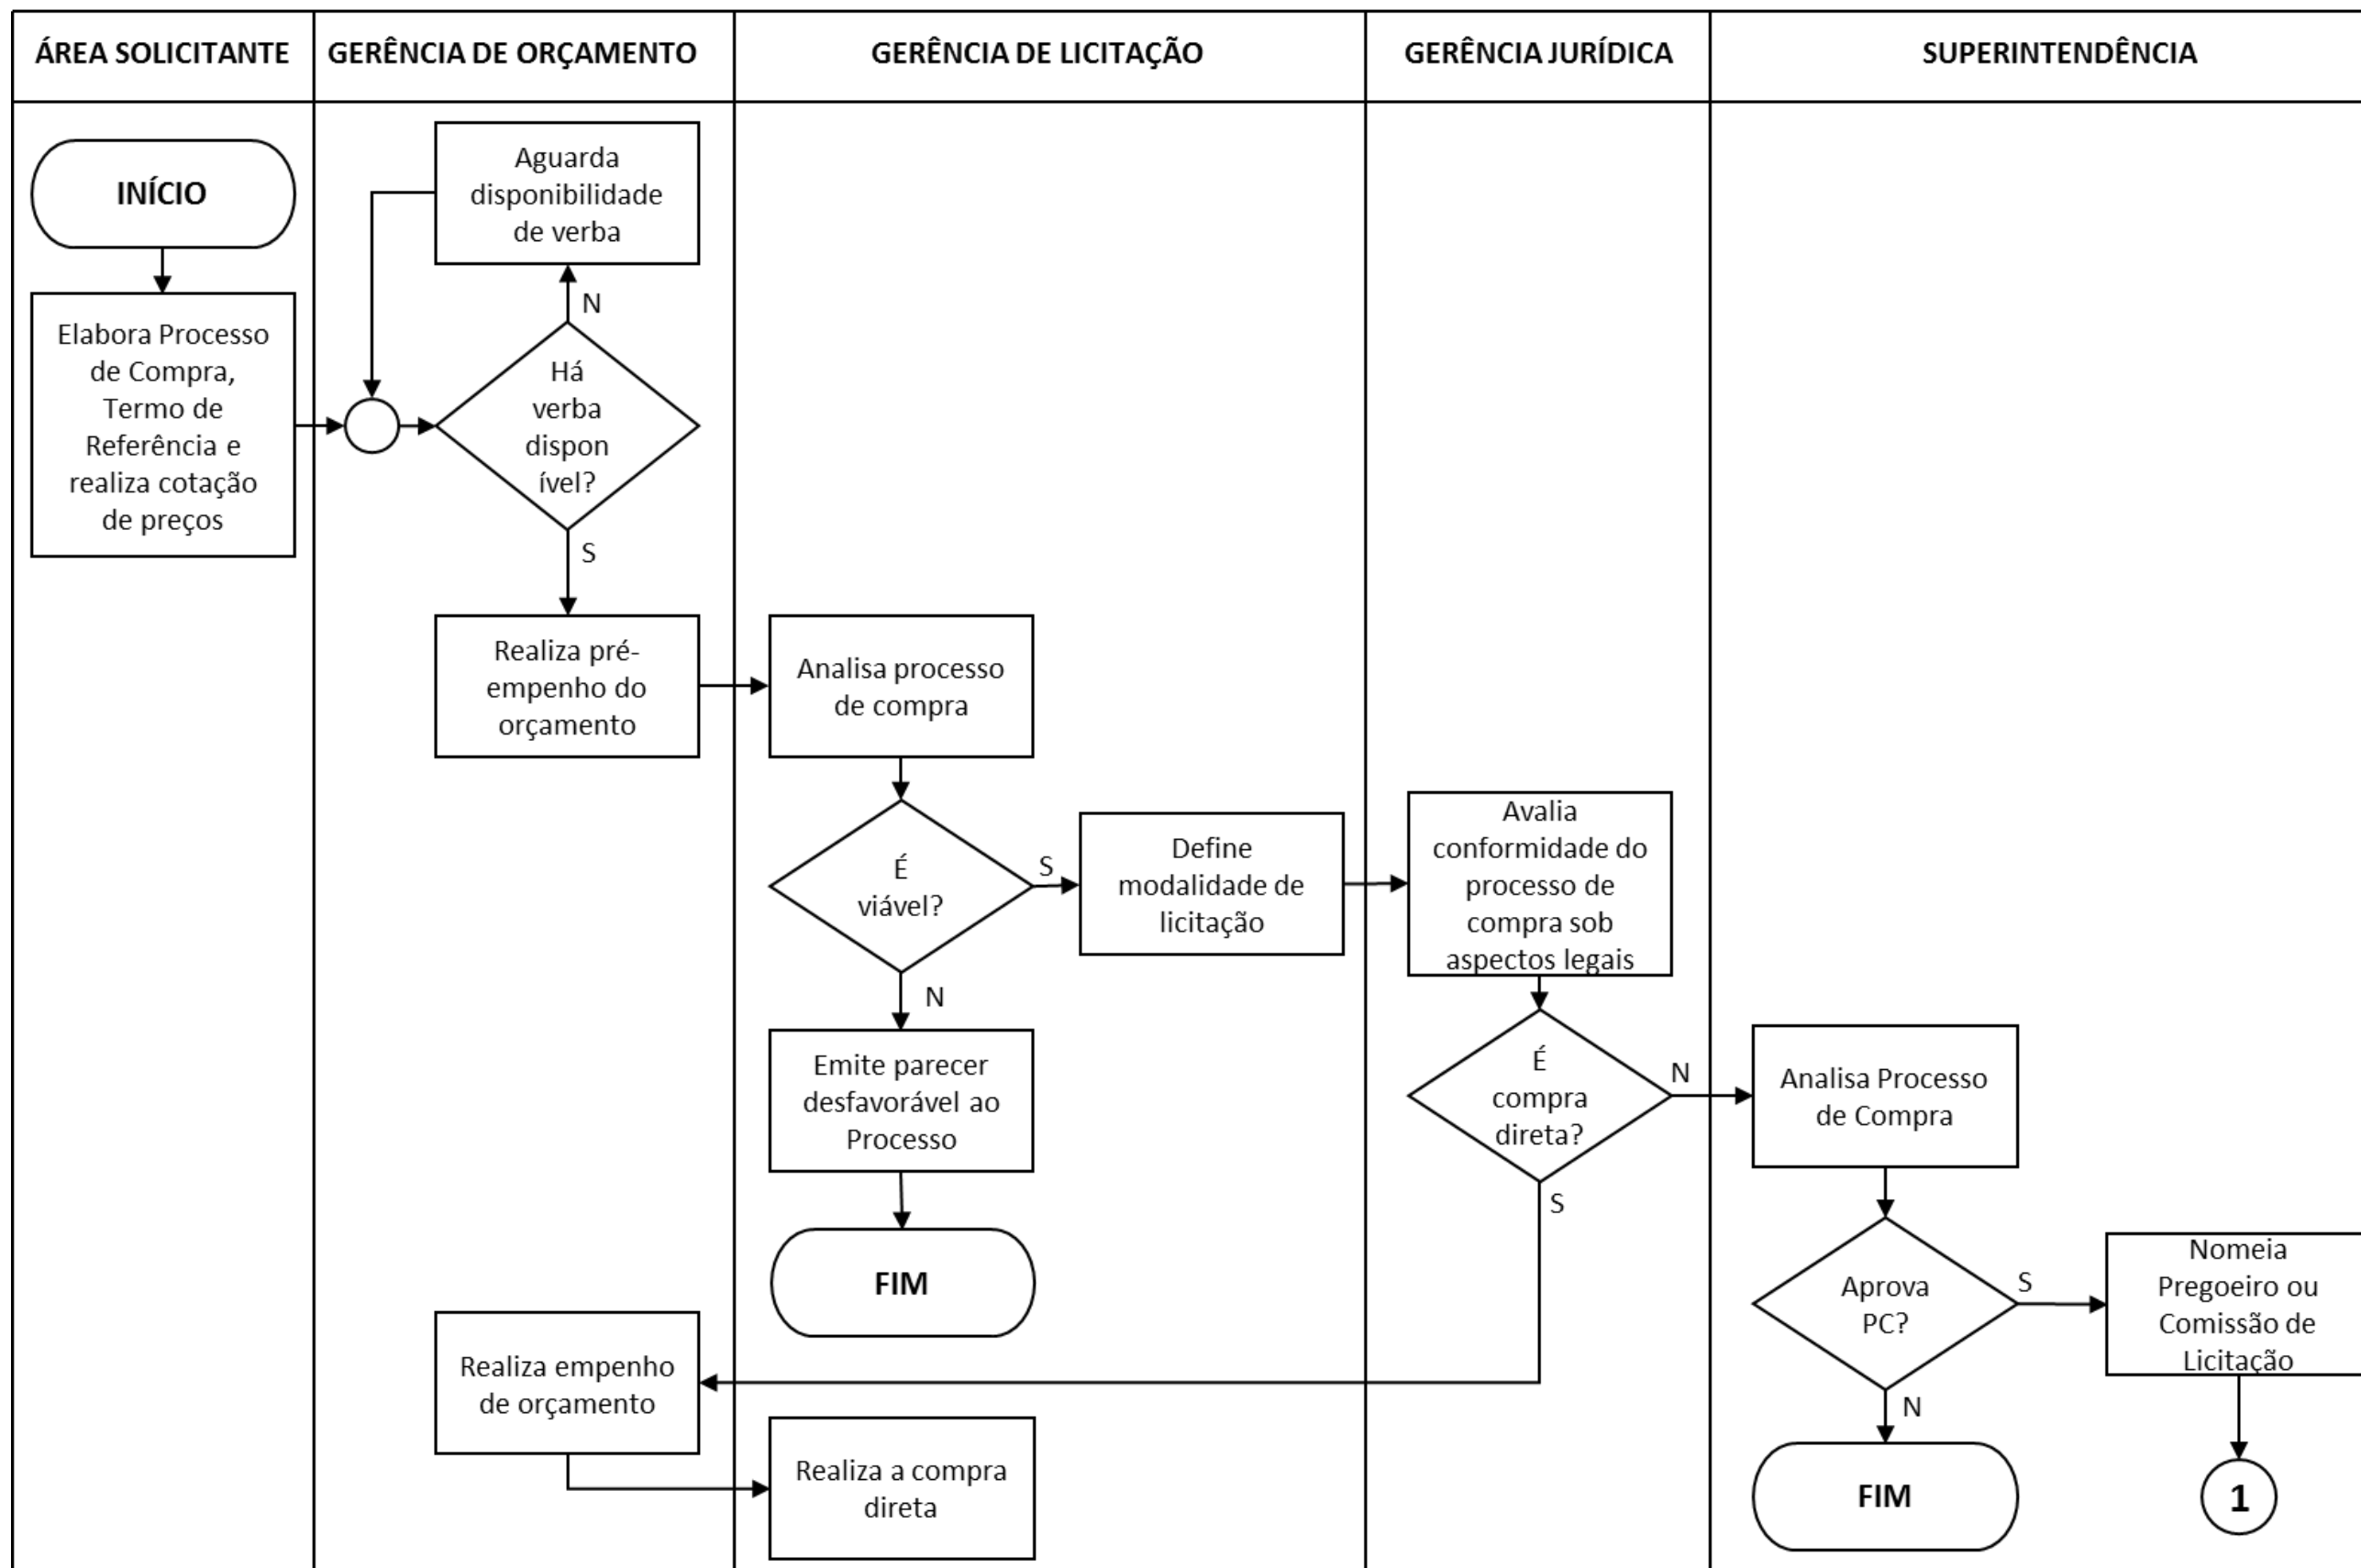 ÁREA SOLICITANTE
GERÊNCIA DE ORÇAMENTO
GERÊNCIA DE LICITAÇÃO
GERÊNCIA JURÍDICA
SUPERINTENDÊNCIA
INÍCIO
Elabora Processo
de Compra,
Termo de
Referência e
realiza cotação
de preços
Aguarda
disponibilidade
de verba
N
Há
verba
dispon
ível?
S
Realiza pré-
empenho do
orçamento
Analisa processo
de compra
É
viável?
S
Define
modalidade de
licitação
N
Emite parecer
desfavorável ao
Processo
FIM
Avalia
conformidade do
processo de
compra sob
aspectos legais
É
compra
direta?
N
S
Realiza empenho
de orçamento
Realiza a compra
direta
Analisa Processo
de Compra
Aprova
PC?
S
Nomeia
Pregoeiro ou
Comissão de
Licitação
N
FIM
1